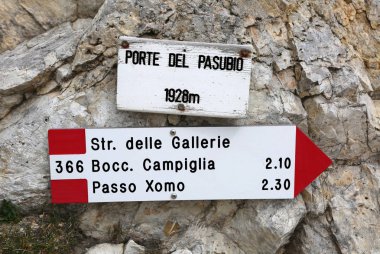 PORTE DEL PASUBIO
1928m
Str. delle Gallerie
366 Bocc. Campiglia 2.10
Passo Xomo 2.30